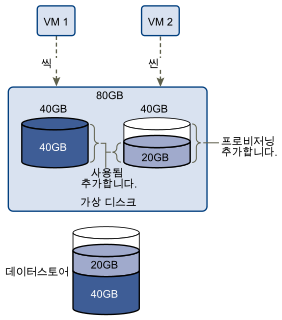 VM 1
VM 2
씩
씬
80GB
40GB
40GB
40GB
20GB
프로비저닝
추가합니다.
사용됨
추가합니다.
가상 디스크
데이터스토어
20GB
40GB